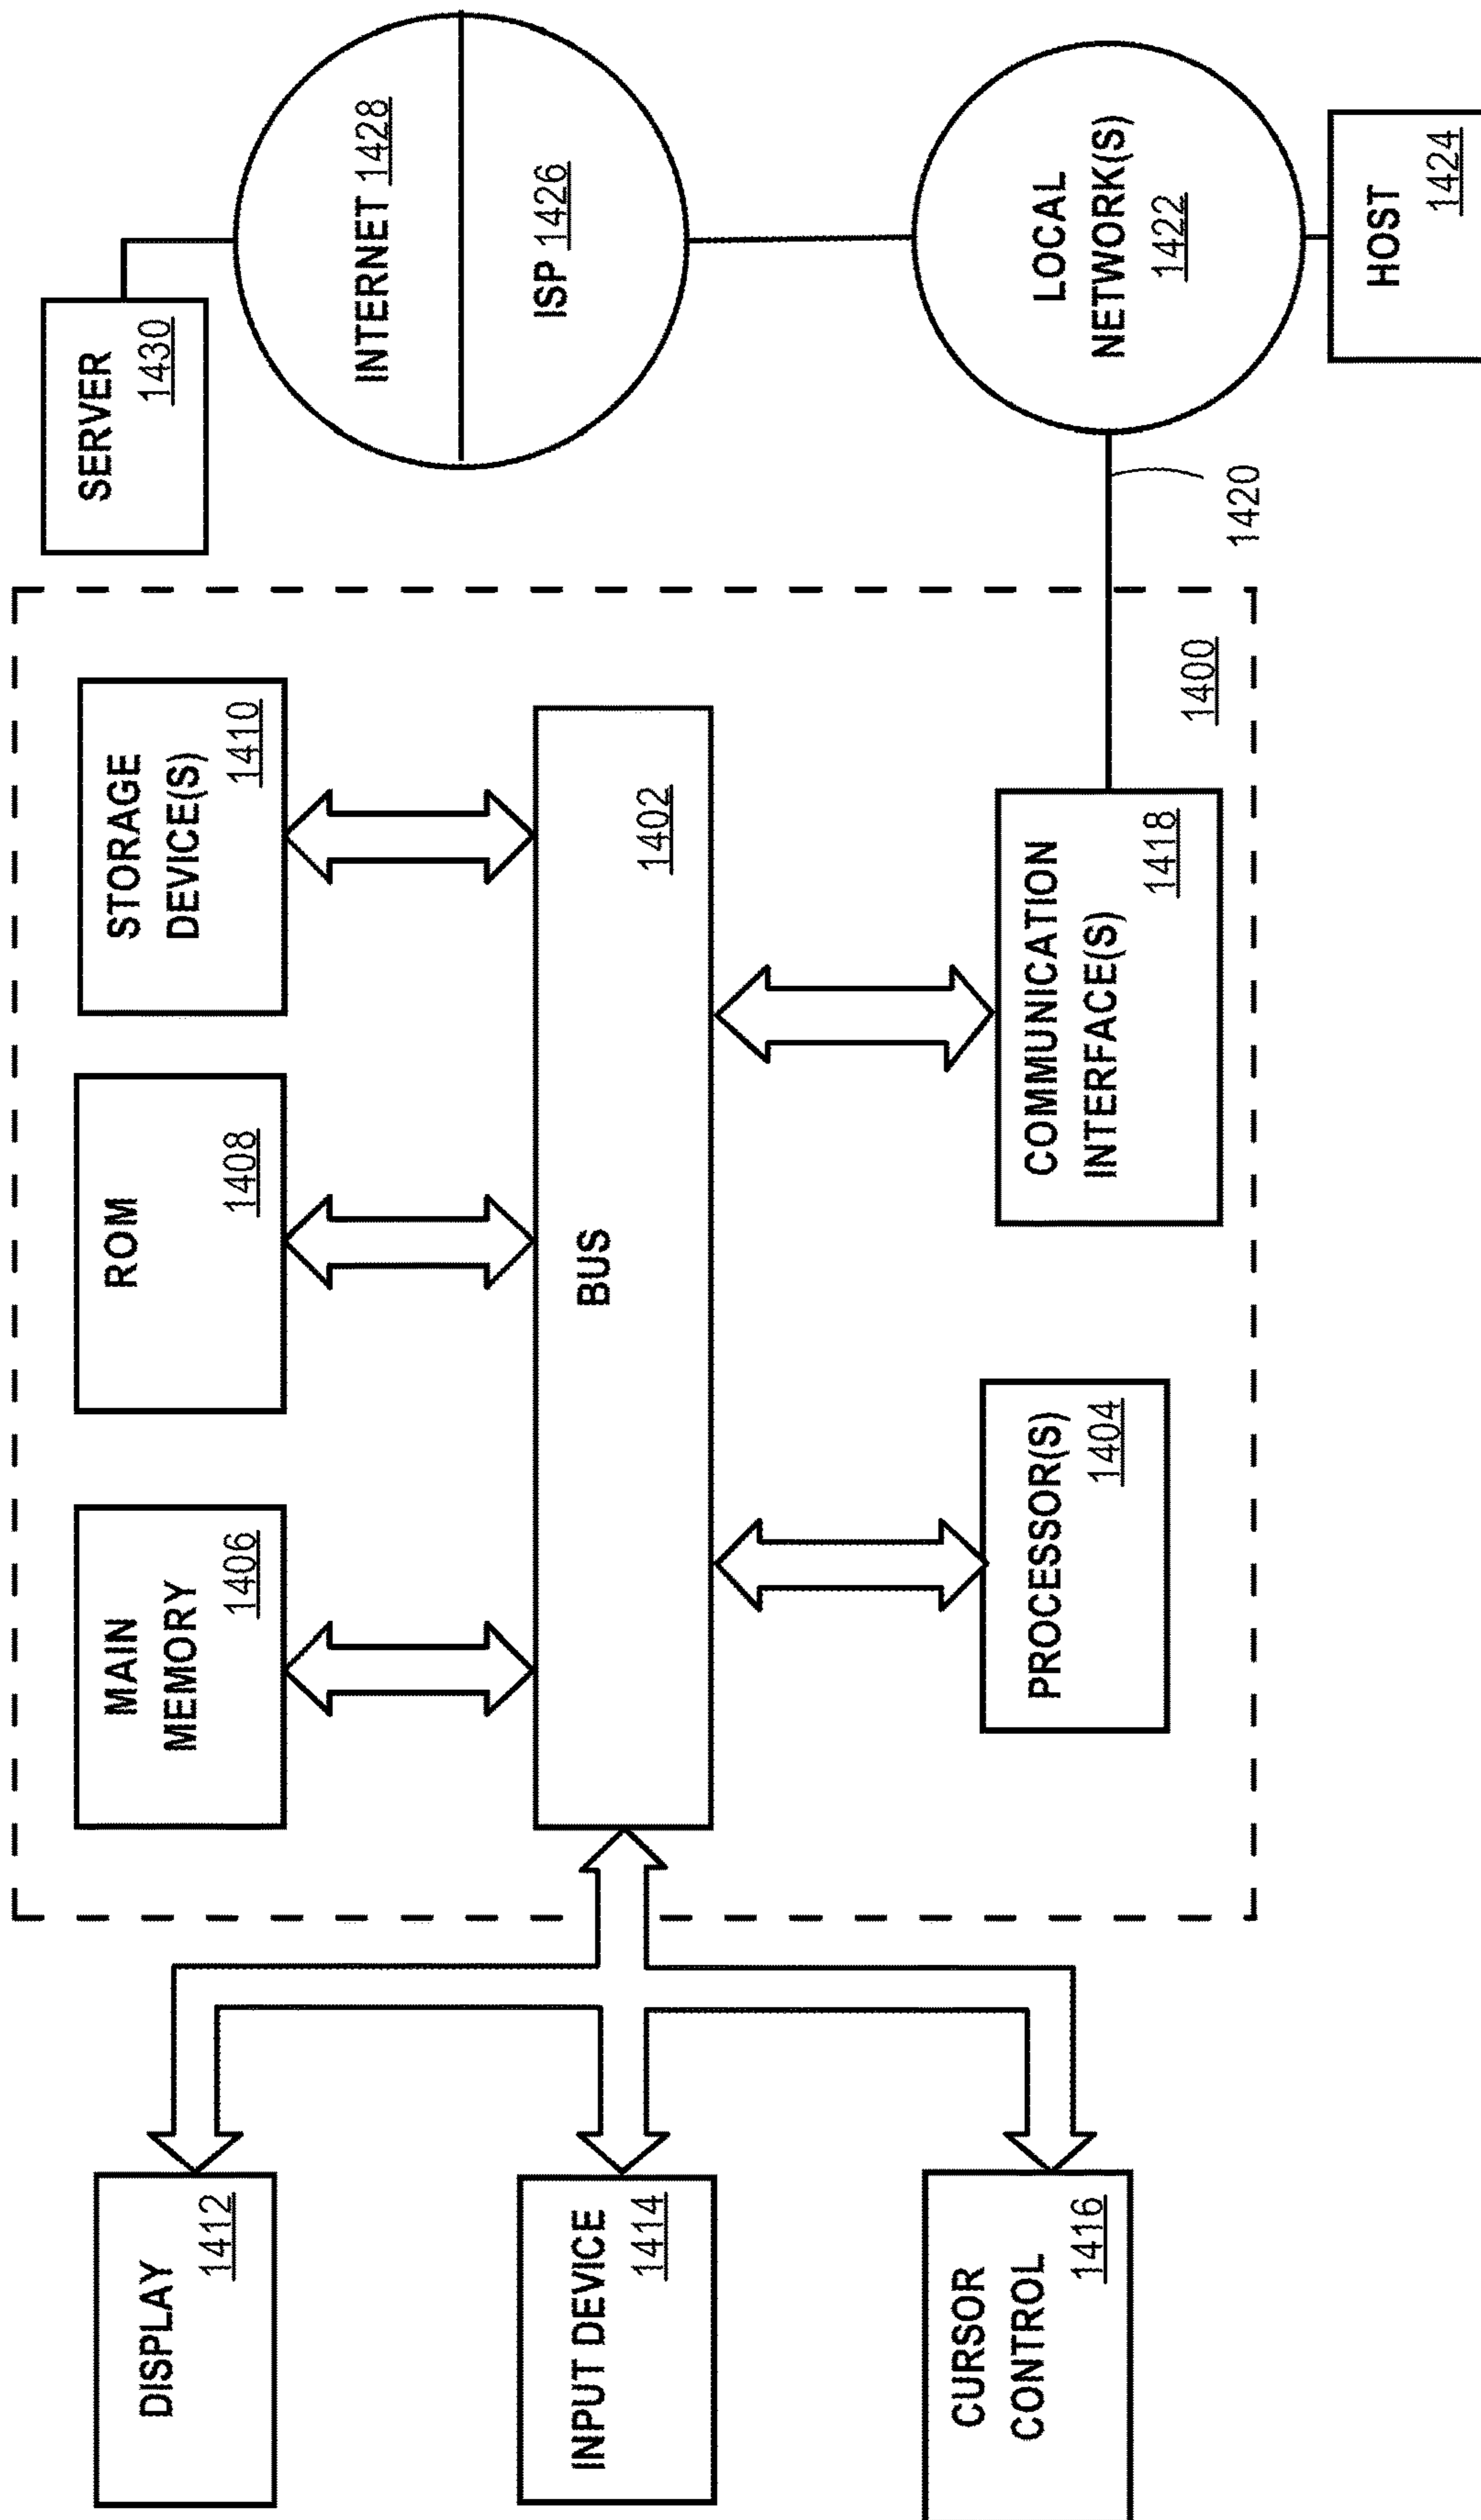 DISPLAY
1412
INPUT DEVICE
1414
CURSOR
CONTROL
1416
MAIN
MEMORY
1406
ROM
1408
STORAGE
DEVICE(S)
1410
BUS
1402
PROCESSOR(S)
1404
COMMUNICATION
INTERFACE(S)
1418
1400
SERVER
1430
INTERNET 1428
ISP 1426
1420
LOCAL
NETWORK(S)
1422
HOST
1424